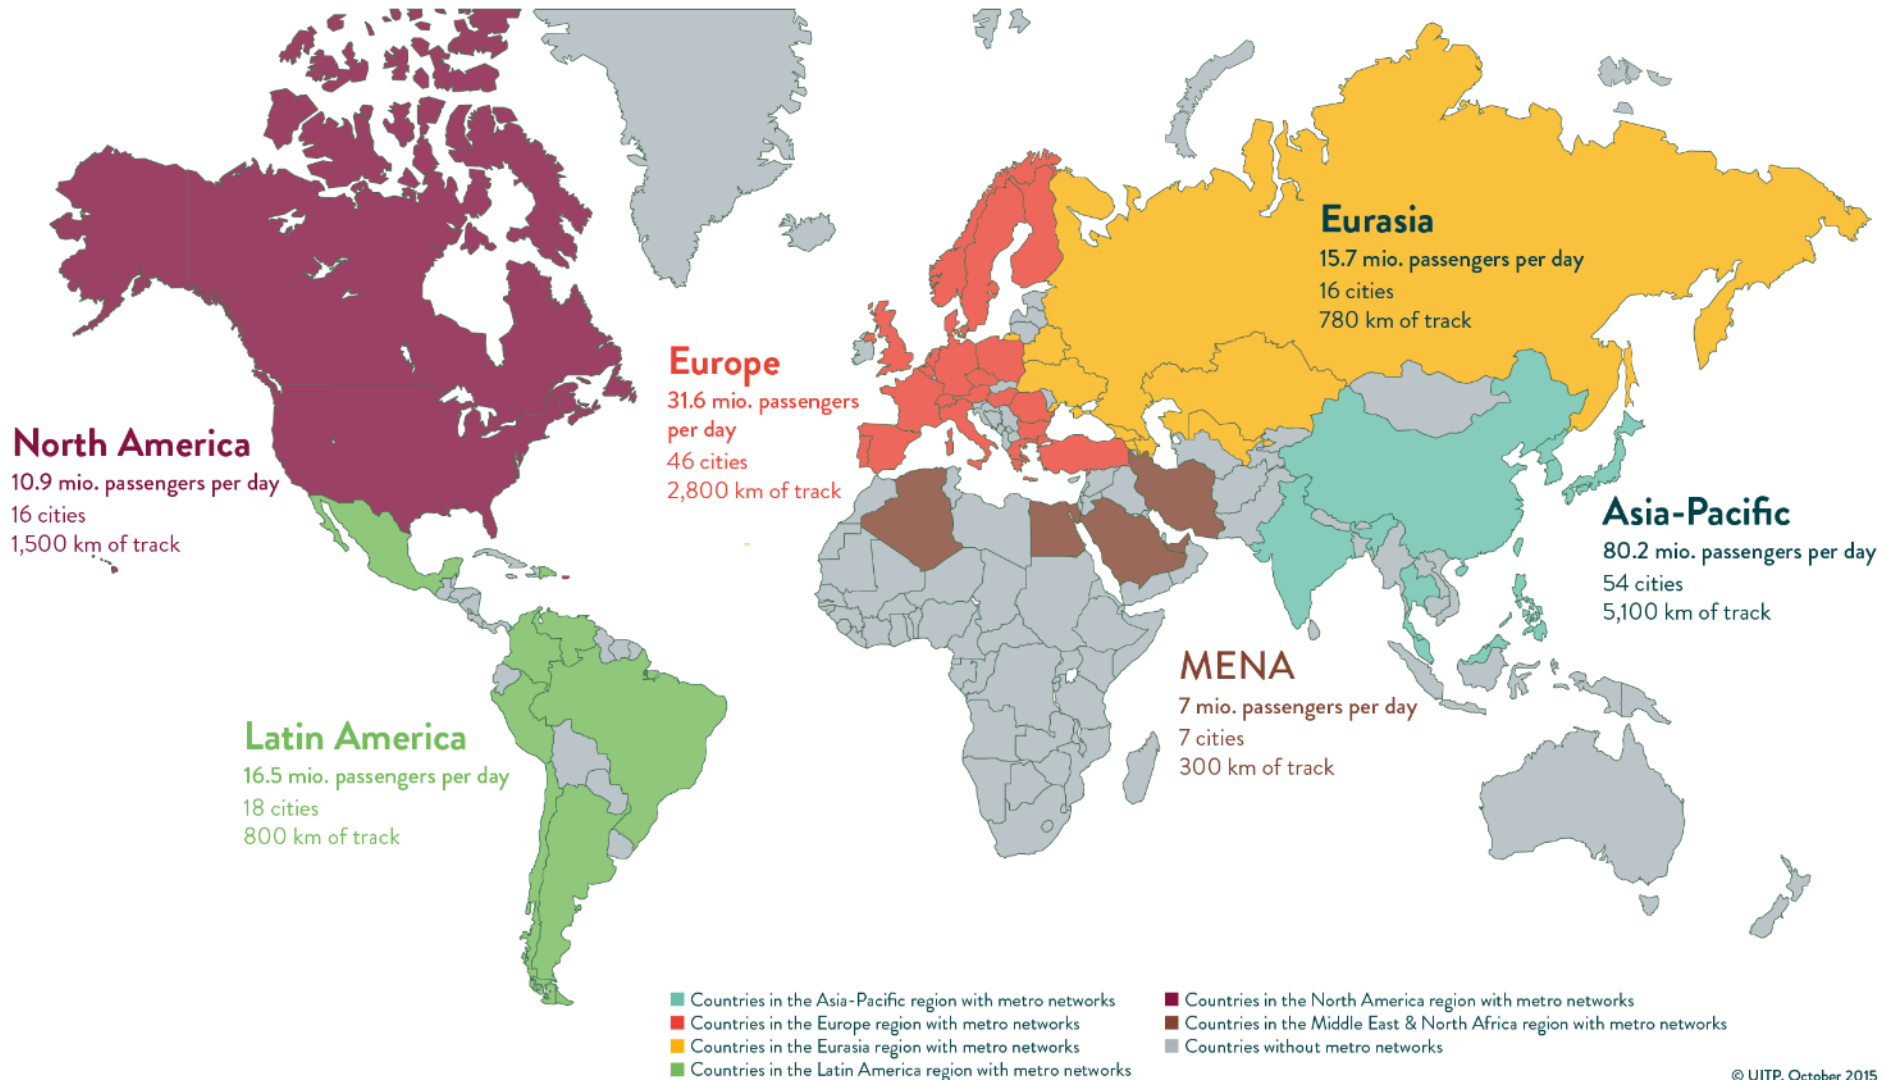 North America
10.9 mio. passengers per day
16 cities
1,500 km of track
Latin America
16.5 mio. passengers per day
18 cities
800 km of track
Europe
31.6 mio. passengers
per day
46 cities
2,800 km of track
Eurasia
15.7 mio. passengers per day
16 cities
780 km of track
Asia-Pacific
80.2 mio. passengers per day
54 cities
5,100 km of track
MENA
7 mio. passengers per day
7 cities
300 km of track
Countries in the Asia-Pacific region with metro networks
Countries in the Europe region with metro networks
Countries in the Eurasia region with metro networks
Countries in the Latin America region with metro networks
Countries in the North America region with metro networks
Countries in the Middle East & North Africa region with metro networks
Countries without metro networks
© UITP, October 2015